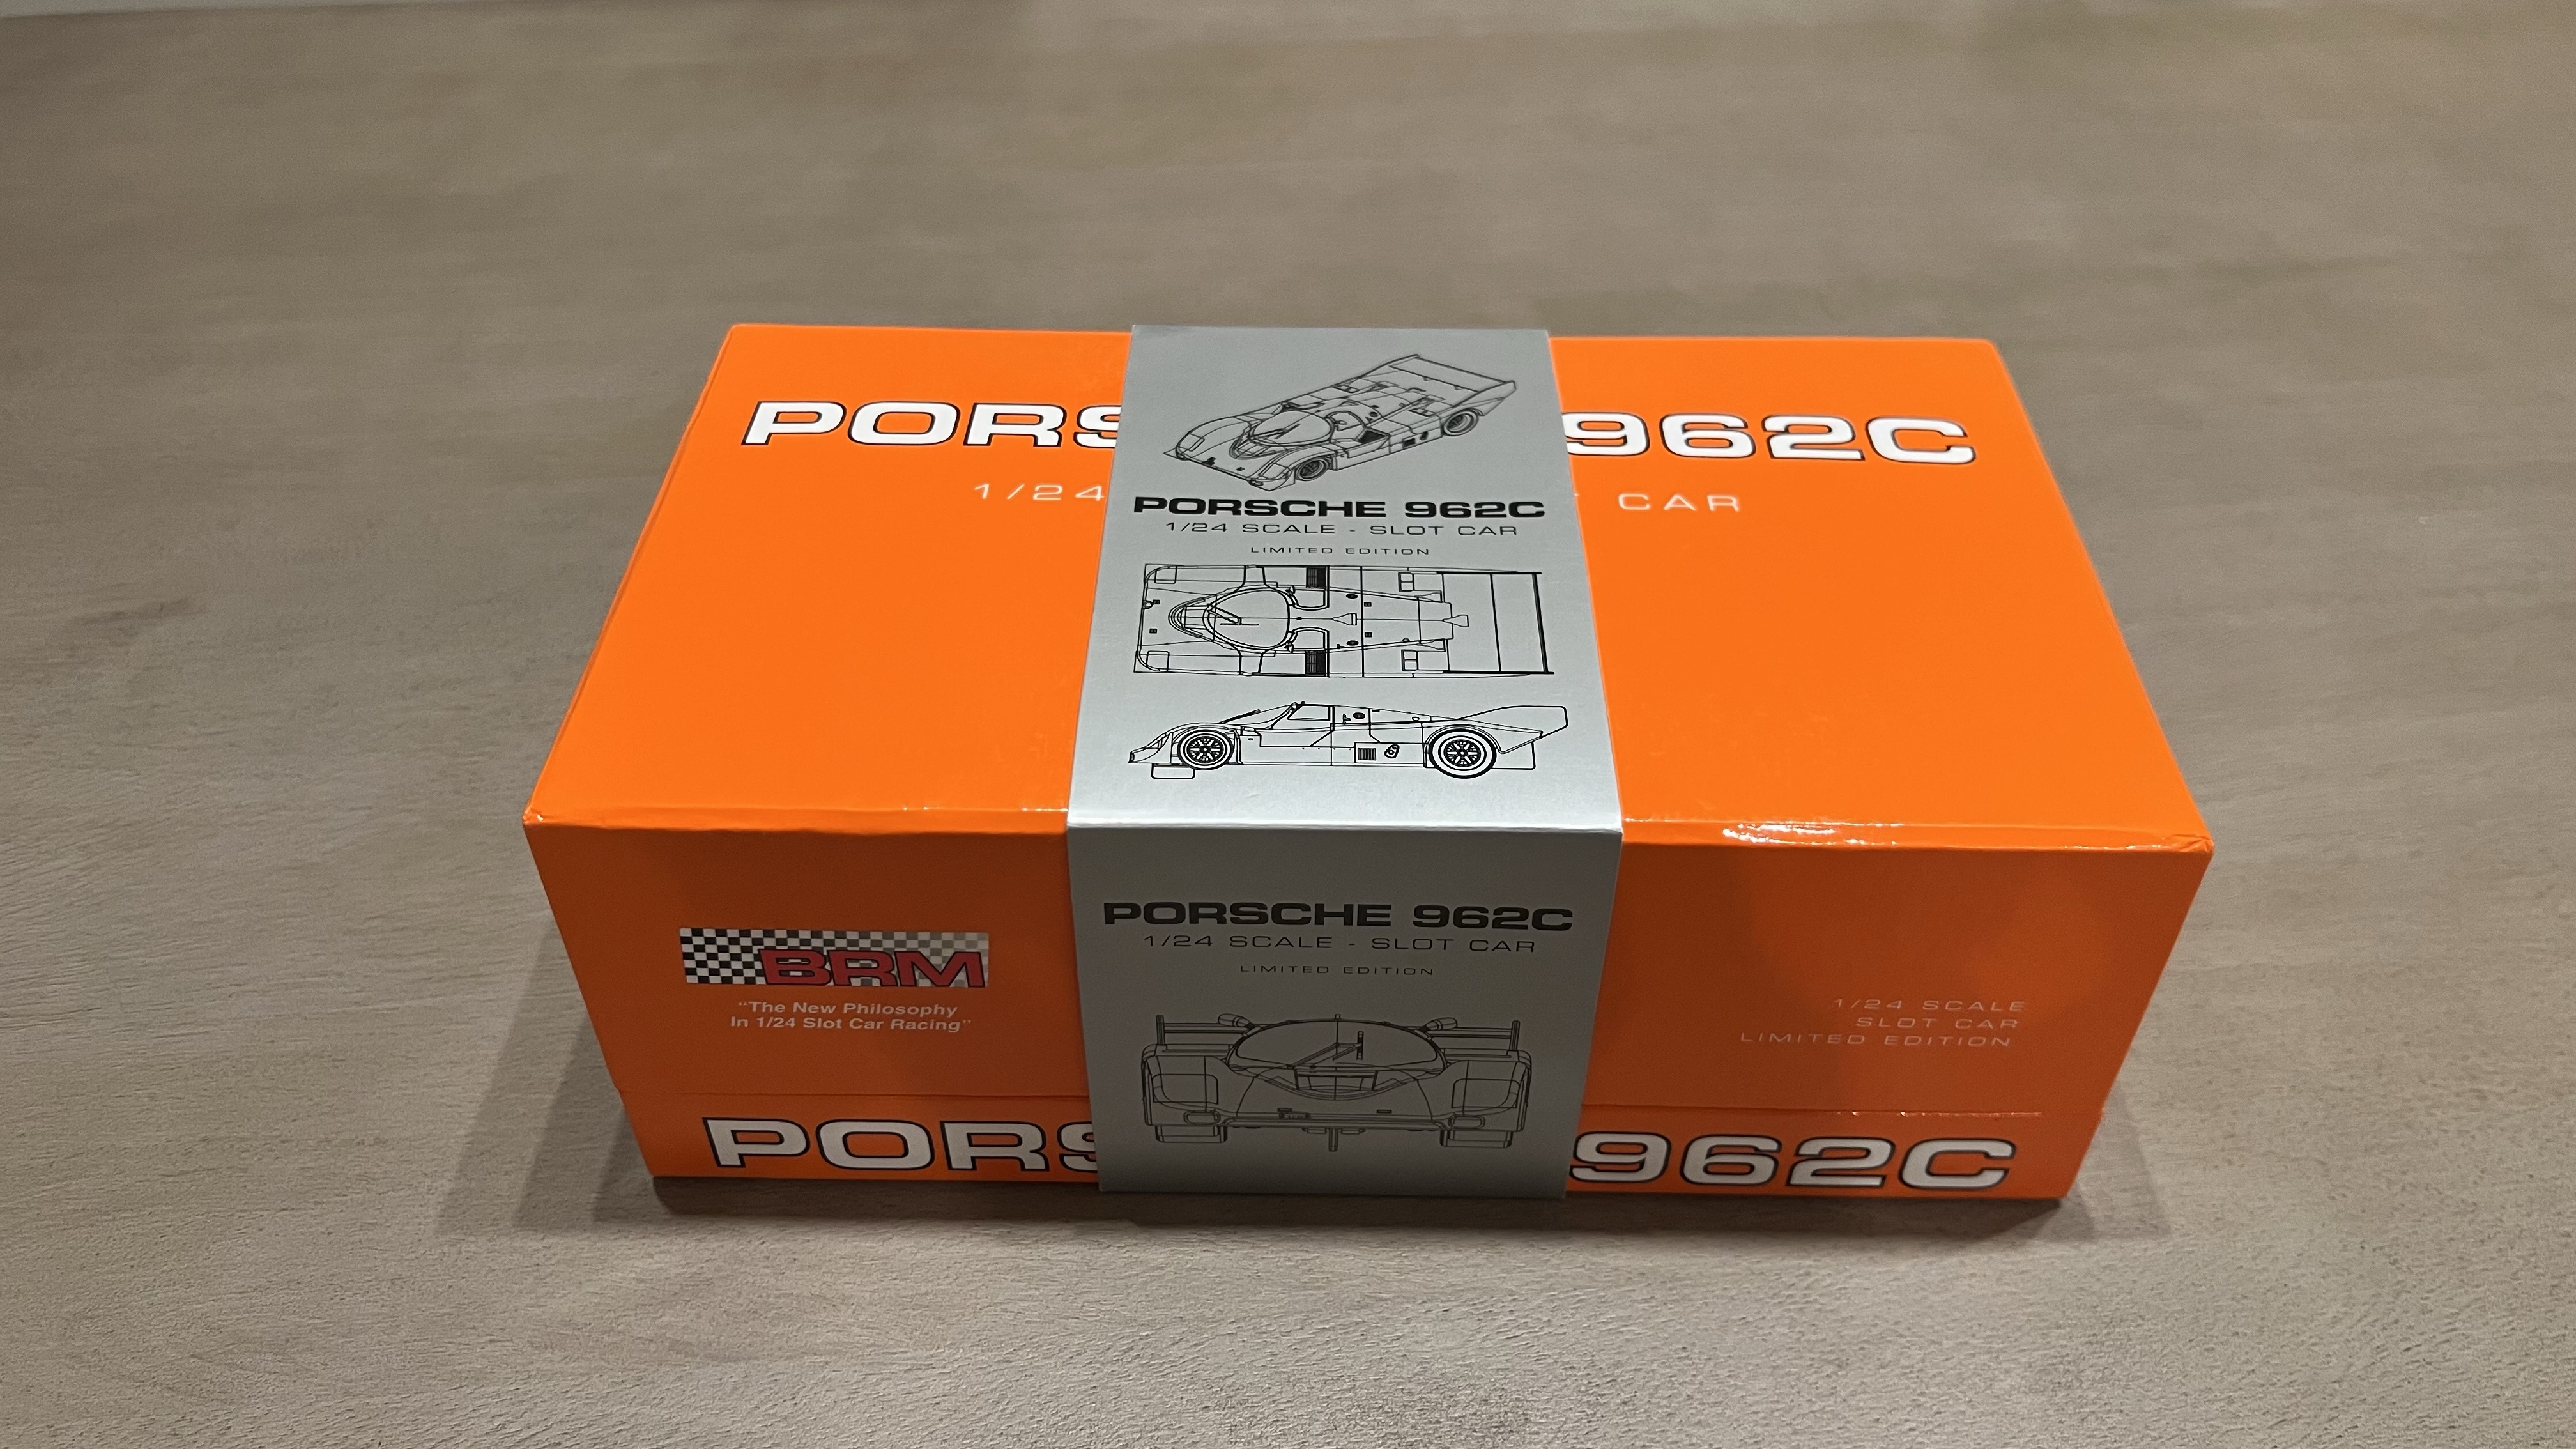 PORS 962C
1/24 CAR
PORSCHE 962C
1/24 SCALE - SLOT CAR
LIMITED EDITION
PORSCHE 962C
1/24 SCALE - SLOT CAR
LIMITED EDITION
BRM
"The New Philosophy
In 1/24 Slot Car Racing"
1/24 SCALE
SLOT CAR
LIMITED EDITION
PORS 962C